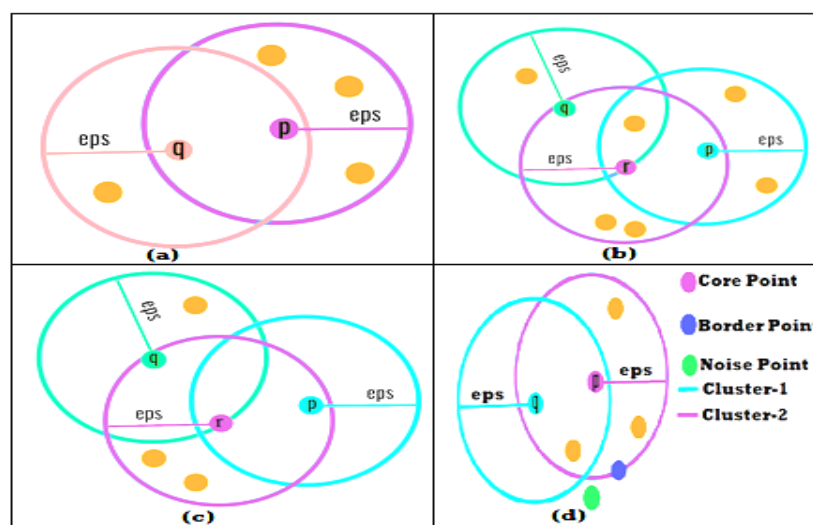 eps
q
p
eps
(a)
eps
q
eps
r
p
eps
(b)
eps
q
eps
r
p
eps
(c)
eps
eps
(d)
Core Point
Border Point
Noise Point
Cluster-1
Cluster-2